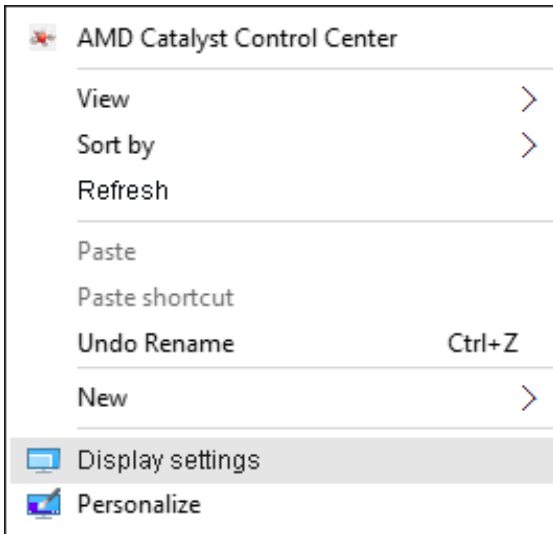 AMD Catalyst Control Center
View
Sort by
Refresh
Paste
Paste shortcut
Undo Rename Ctrl+Z
New
Display settings
Personalize